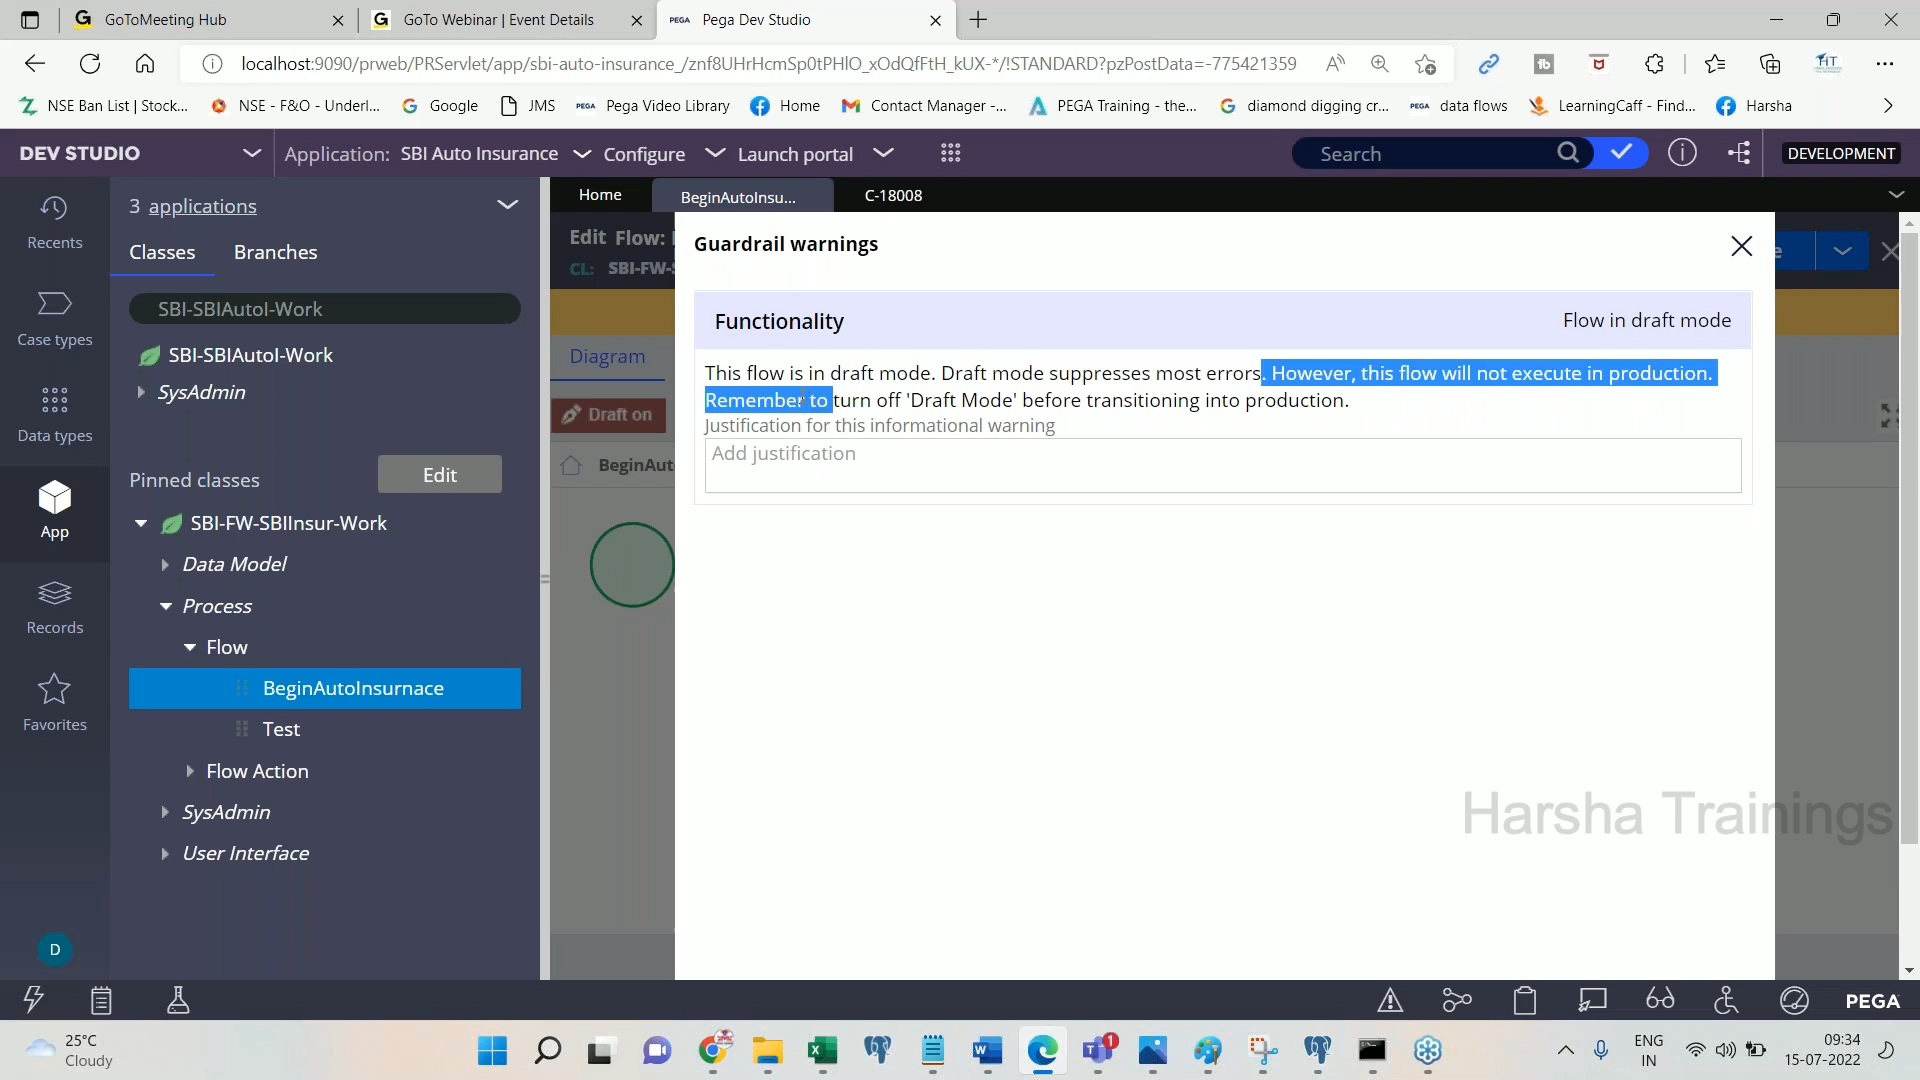 GoToMeeting Hub
GoTo Webinar | Event Details
PEGA Pega Dev Studio
localhost:9090/prweb/PRServlet/app/sbi-auto-insurance_/znf8UHrHcmSp0tPHlO_xOdQfFtH_kUX-*/!STANDARD?pzPostData=-775421359
NSE Ban List | Stock...
NSE - F&O - Underl...
Google
JMS
PEGA Pega Video Library
Home
Contact Manager -...
PEGA Training - the...
diamond digging cr...
PEGA data flows
LearningCaff - Find...
Harsha
DEV STUDIO
Application: SBI Auto Insurance
Configure
Launch portal
Search
DEVELOPMENT
Recents
Case types
Data types
App
Records
Favorites
D
3 applications
Classes
Branches
SBI-SBIAutoI-Work
SBI-SBIAutoI-Work
SysAdmin
Pinned classes
Edit
SBI-FW-SBIInsur-Work
Data Model
Process
Flow
BeginAutoInsurnace
Test
Flow Action
SysAdmin
User Interface
Home
BeginAutoInsu...
C-18008
Edit Flow:
CL: SBI-FW-S
Diagram
Draft on
BeginAut
Guardrail warnings
Functionality
Flow in draft mode
This flow is in draft mode. Draft mode suppresses most errors. However, this flow will not execute in production.
Remember to turn off 'Draft Mode' before transitioning into production.
Justification for this informational warning
Add justification
Harsha Trainings
PEGA
25°C
Cloudy
1
ENG
IN
09:34
15-07-2022